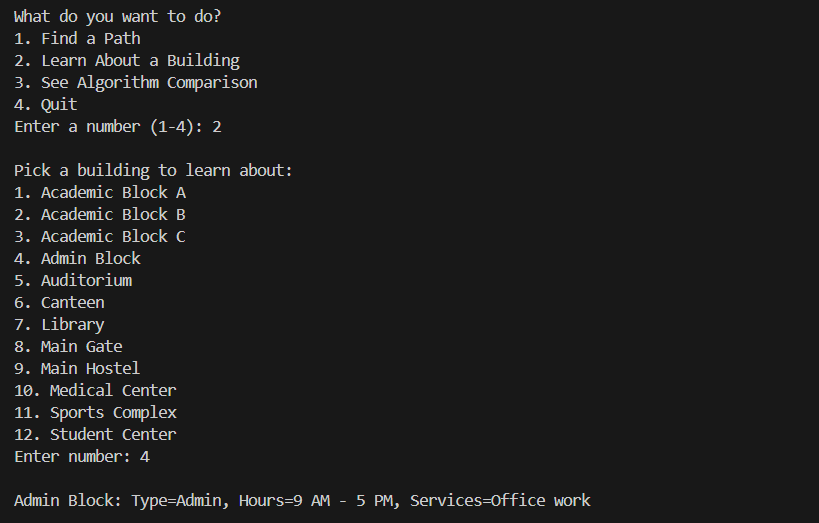 What do you want to do?
1. Find a Path
2. Learn About a Building
3. See Algorithm Comparison
4. Quit
Enter a number (1-4): 2
Pick a building to learn about:
1. Academic Block A
2. Academic Block B
3. Academic Block C
4. Admin Block
5. Auditorium
6. Canteen
7. Library
8. Main Gate
9. Main Hostel
10. Medical Center
11. Sports Complex
12. Student Center
Enter number: 4
Admin Block: Type=Admin, Hours=9 AM - 5 PM, Services=Office work